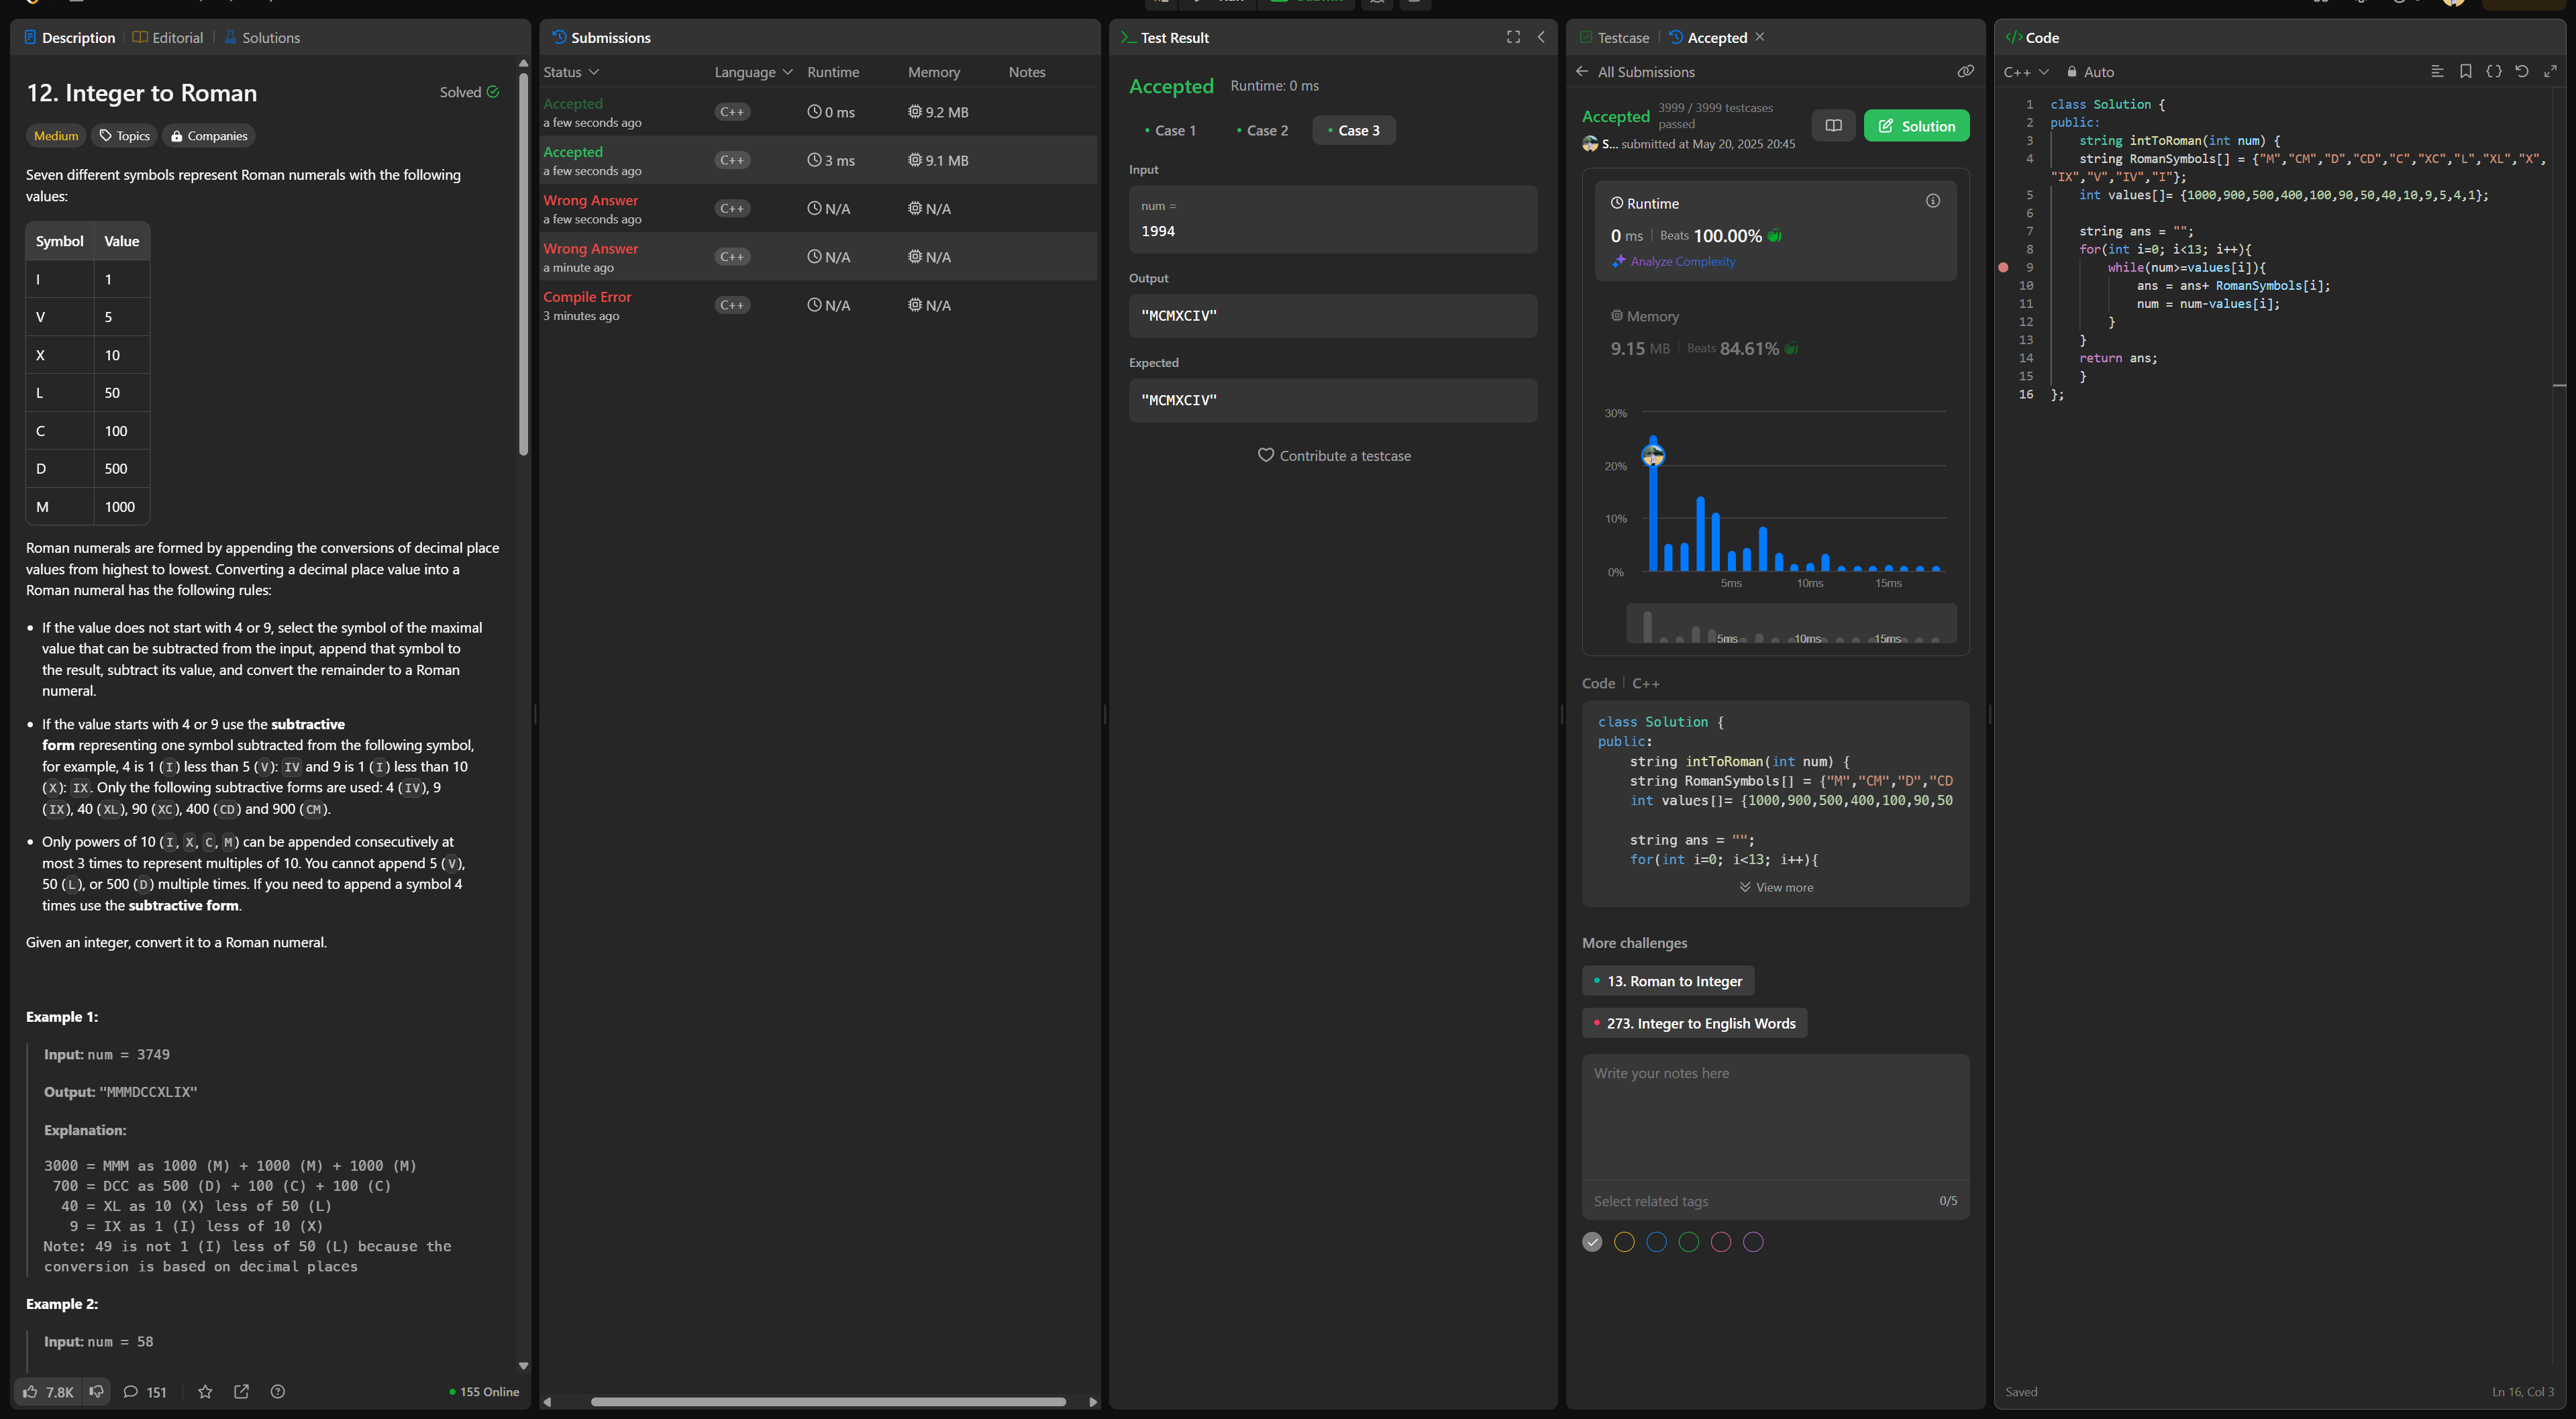 Description
Editorial
Solutions
12. Integer to Roman
Solved
Medium
Topics
Companies
Seven different symbols represent Roman numerals with the following
values:
Symbol Value
I 1
V 5
X 10
L 50
C 100
D 500
M 1000
Roman numerals are formed by appending the conversions of decimal place
values from highest to lowest. Converting a decimal place value into a
Roman numeral has the following rules:
• If the value does not start with 4 or 9, select the symbol of the maximal
value that can be subtracted from the input, append that symbol to
the result, subtract its value, and convert the remainder to a Roman
numeral.
• If the value starts with 4 or 9 use the subtractive
form representing one symbol subtracted from the following symbol,
for example, 4 is 1 (I) less than 5 (V): IV and 9 is 1 (I) less than 10
(X): IX. Only the following subtractive forms are used: 4 (IV), 9
(IX), 40 (XL), 90 (XC), 400 (CD) and 900 (CM).
• Only powers of 10 (I, X, C, M) can be appended consecutively at
most 3 times to represent multiples of 10. You cannot append 5 (V),
50 (L), or 500 (D) multiple times. If you need to append a symbol 4
times use the subtractive form.
Given an integer, convert it to a Roman numeral.
Example 1:
Input: num = 3749
Output: "MMMDCCXLIX"
Explanation:
3000 = MMM as 1000 (M) + 1000 (M) + 1000 (M)
700 = DCC as 500 (D) + 100 (C) + 100 (C)
40 = XL as 10 (X) less of 50 (L)
9 = IX as 1 (I) less of 10 (X)
Note: 49 is not 1 (I) less of 50 (L) because the
conversion is based on decimal places
Example 2:
Input: num = 58
7.8K
151
155 Online
Submissions
Status Language Runtime Memory Notes
Accepted
a few seconds ago
C++ 0 ms 9.2 MB
Accepted
a few seconds ago
C++ 3 ms 9.1 MB
Wrong Answer
a few seconds ago
C++ N/A N/A
Wrong Answer
a minute ago
C++ N/A N/A
Compile Error
3 minutes ago
C++ N/A N/A
Test Result
Accepted Runtime: 0 ms
• Case 1 • Case 2 • Case 3
Input
num =
1994
Output
"MCMXCIV"
Expected
"MCMXCIV"
Contribute a testcase
Testcase
Accepted
All Submissions
Accepted
3999 / 3999 testcases
passed
S... submitted at May 20, 2025 20:45
Solution
Runtime
0 ms Beats 100.00%
Analyze Complexity
Memory
9.15 MB Beats 84.61%
30%
20%
10%
0%
5ms 10ms 15ms
5ms 10ms 15ms
Code C++
class Solution {
public:
string intToRoman(int num) {
string RomanSymbols[] = {"M","CM","D","CD
int values[]= {1000,900,500,400,100,90,50
string ans = "";
for(int i=0; i<13; i++){
View more
More challenges
13. Roman to Integer
273. Integer to English Words
Write your notes here
Select related tags 0/5
</> Code
C++ Auto
1 class Solution {
2 public:
3 string intToRoman(int num) {
4 string RomanSymbols[] = {"M","CM","D","CD","C","XC","L","XL","X",
"IX","V","IV","I"};
5 int values[]= {1000,900,500,400,100,90,50,40,10,9,5,4,1};
6
7 string ans = "";
8 for(int i=0; i<13; i++){
9 while(num>=values[i]){
10 ans = ans+ RomanSymbols[i];
11 num = num-values[i];
12 }
13 }
14 return ans;
15 }
16 };
Saved
Ln 16, Col 3